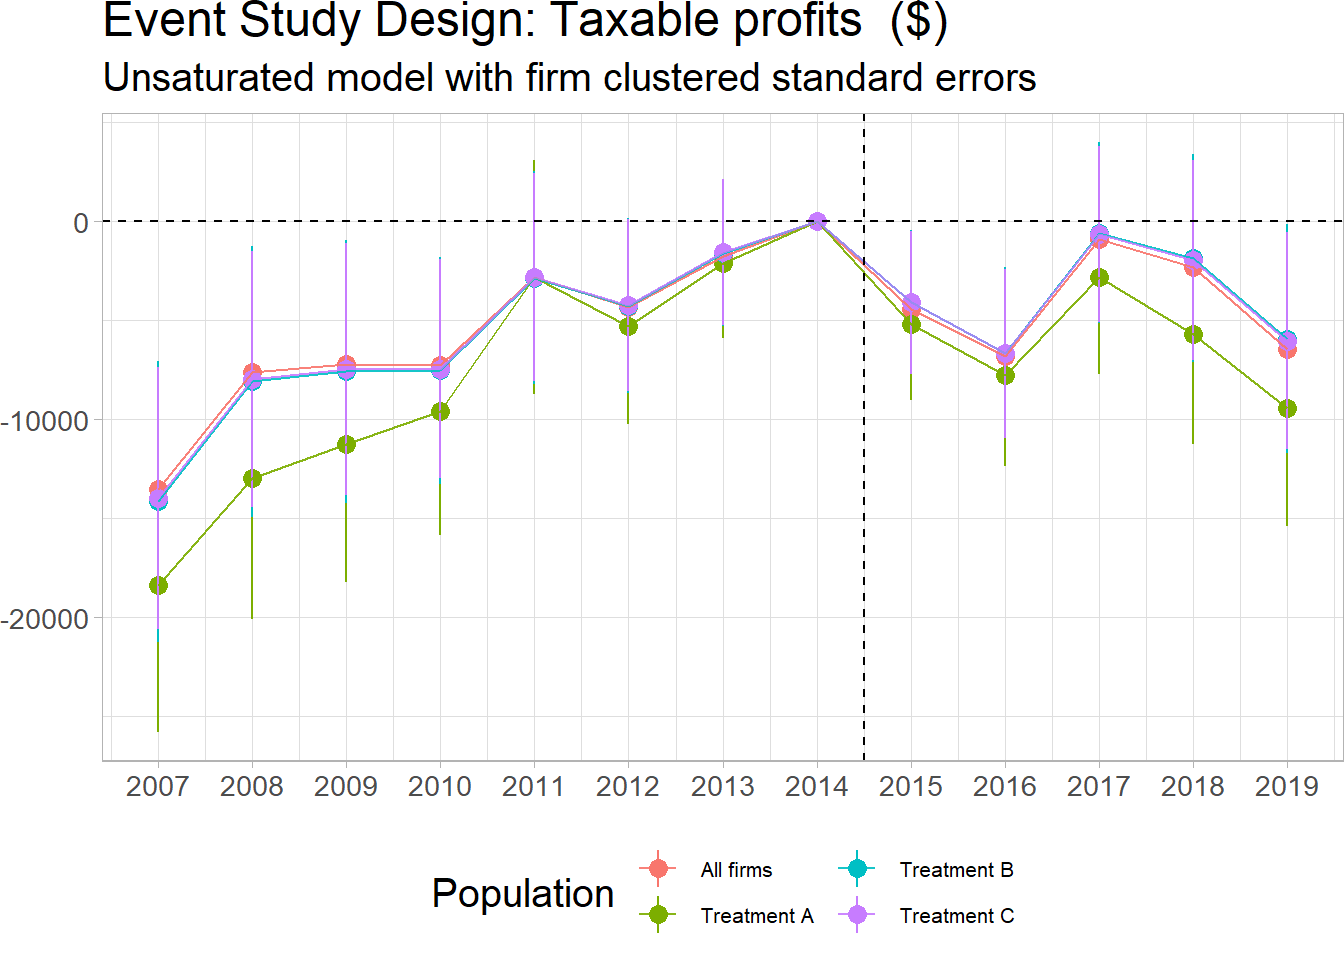 Event Study Design: Taxable profits  ($)
Unsaturated model with firm clustered standard errors
0
-10000
-20000
2007 2008 2009 2010 2011 2012 2013 2014 2015 2016 2017 2018 2019
Population
All firms
Treatment A
Treatment B
Treatment C